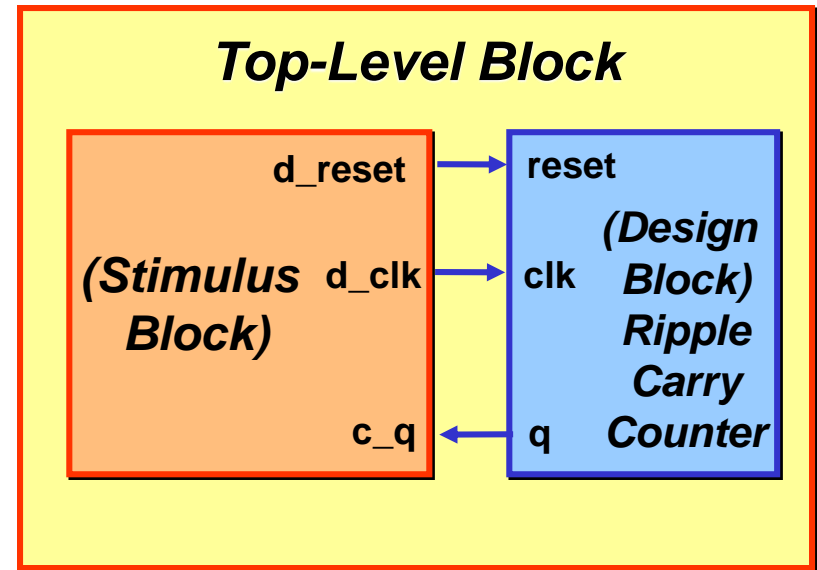 Top-Level Block
d_reset
reset
(Stimulus
Block)
d_clk
clk
(Design
Block)
Ripple
Carry
Counter
c_q
q